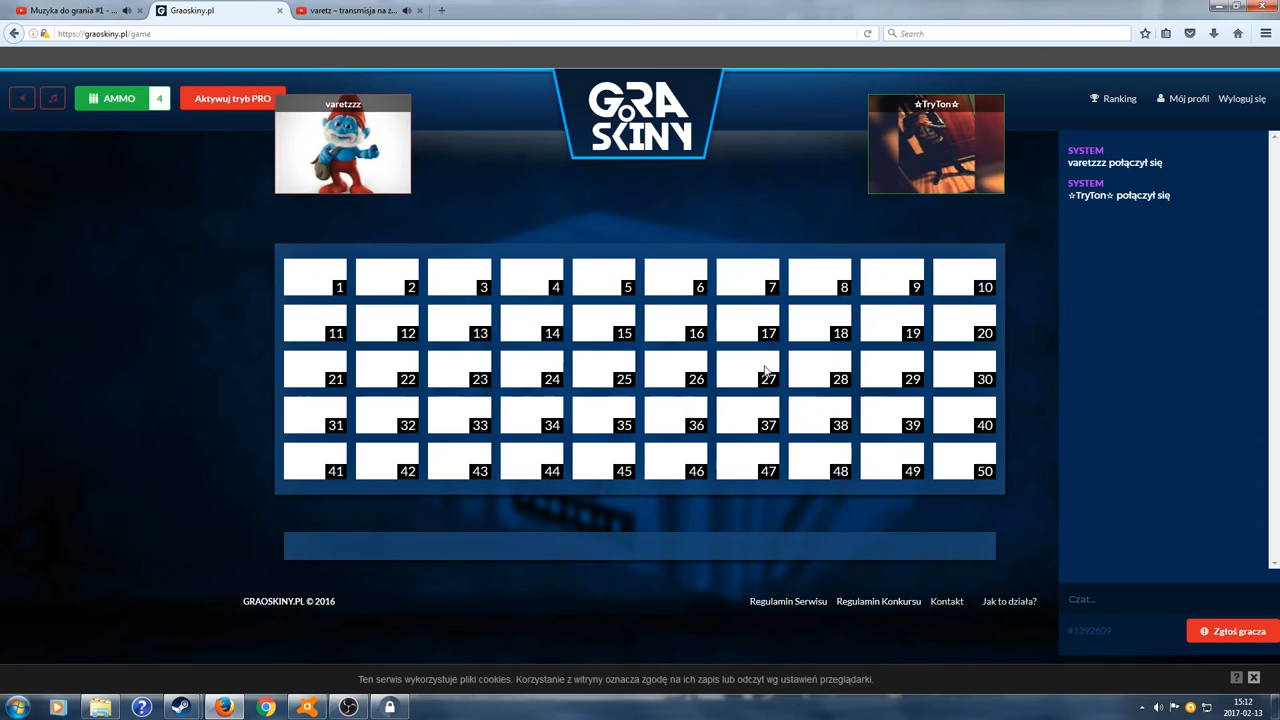 Muzyka do grania #1 - ...
Graoskiny.pl
varetz – transmisja na ż...
https://graoskiny.pl/game
Search
AMMO 4
Aktywuj tryb PRO
GRA
O
SKINY
Ranking
Mój profil
Wyloguj się
varetzzz
☆TryTon☆
SYSTEM
varetzzz połączył się
SYSTEM
☆TryTon☆ połączył się
1 2 3 4 5 6 7 8 9 10
11 12 13 14 15 16 17 18 19 20
21 22 23 24 25 26 27 28 29 30
31 32 33 34 35 36 37 38 39 40
41 42 43 44 45 46 47 48 49 50
GRAOSKINY.PL © 2016
Regulamin Serwisu
Regulamin Konkursu
Kontakt
Jak to działa?
Czat...
#1392609
Zgłoś gracza
Ten serwis wykorzystuje pliki cookies. Korzystanie z witryny oznacza zgodę na ich zapis lub odczyt wg ustawień przeglądarki.
15:12
2017-02-13